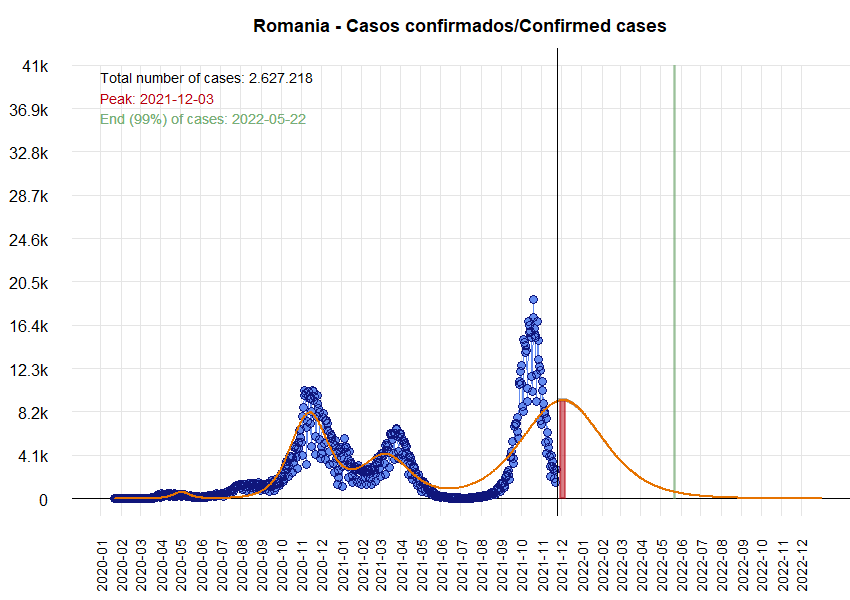 Romania - Casos confirmados/Confirmed cases
Total number of cases: 2.627.218
Peak: 2021-12-03
End (99%) of cases: 2022-05-22
41k
36.9k
32.8k
28.7k
24.6k
20.5k
16.4k
12.3k
8.2k
4.1k
0
2020-01
2020-02
2020-03
2020-04
2020-05
2020-06
2020-07
2020-08
2020-09
2020-10
2020-11
2020-12
2021-01
2021-02
2021-03
2021-04
2021-05
2021-06
2021-07
2021-08
2021-09
2021-10
2021-11
2021-12
2022-01
2022-02
2022-03
2022-04
2022-05
2022-06
2022-07
2022-08
2022-09
2022-10
2022-11
2022-12